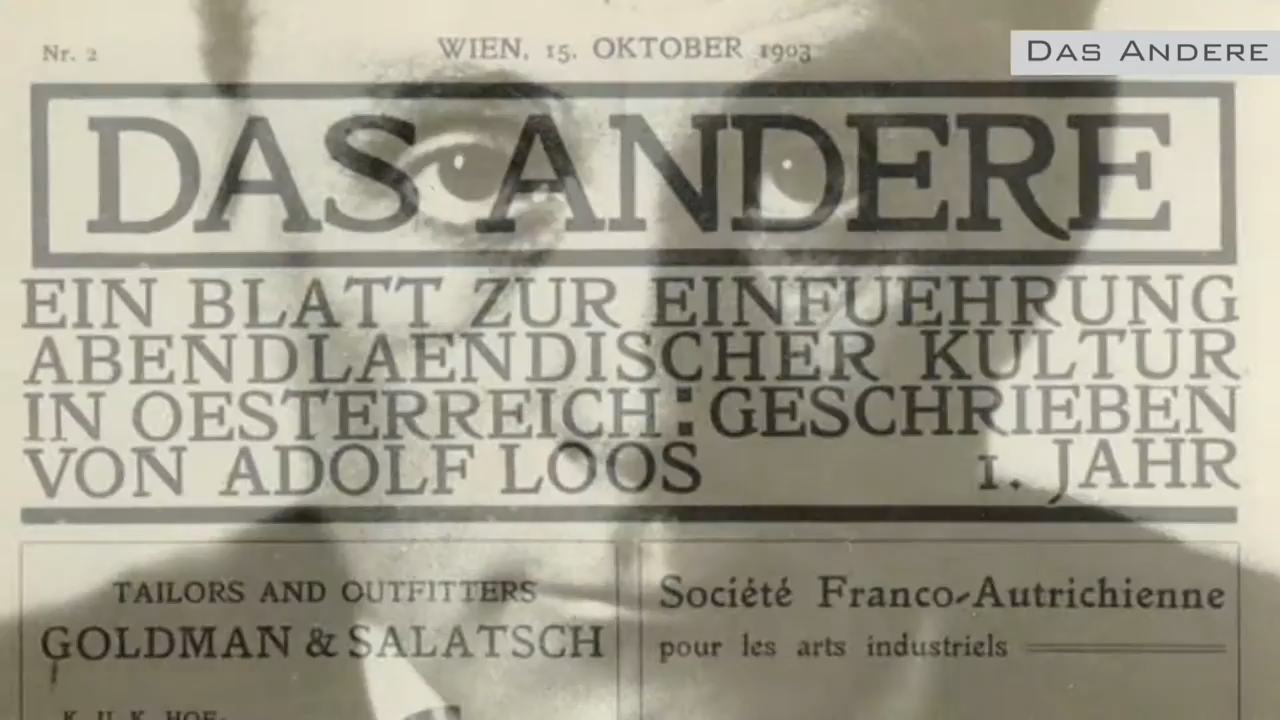 Nr. 2
WIEN, 15. OKTOBER 1903
DAS ANDERE
DAS ANDERE
EIN BLATT ZUR EINFUEHRUNG
ABENDLAENDISCHER KULTUR
IN OESTERREICH: GESCHRIEBEN
VON ADOLF LOOS 1. JAHR
TAILORS AND OUTFITTERS
GOLDMAN & SALATSCH
K. U. K. HOF-
Société Franco-Autrichienne
pour les arts industriels